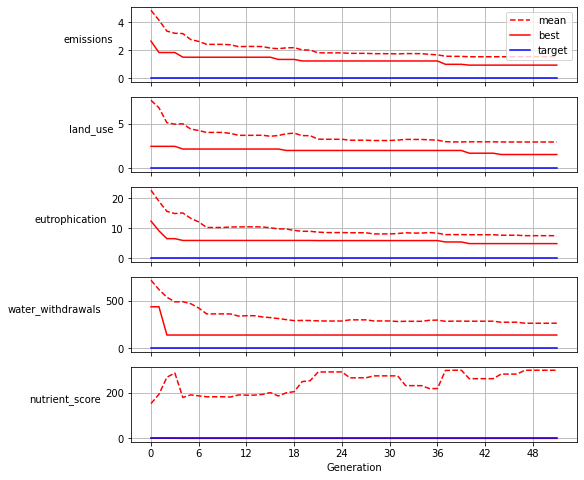 emissions
4
2
0
mean
best
target
land_use
5
0
eutrophication
20
10
0
water_withdrawals
500
0
nutrient_score
200
0
0 6 12 18 24 30 36 42 48
Generation